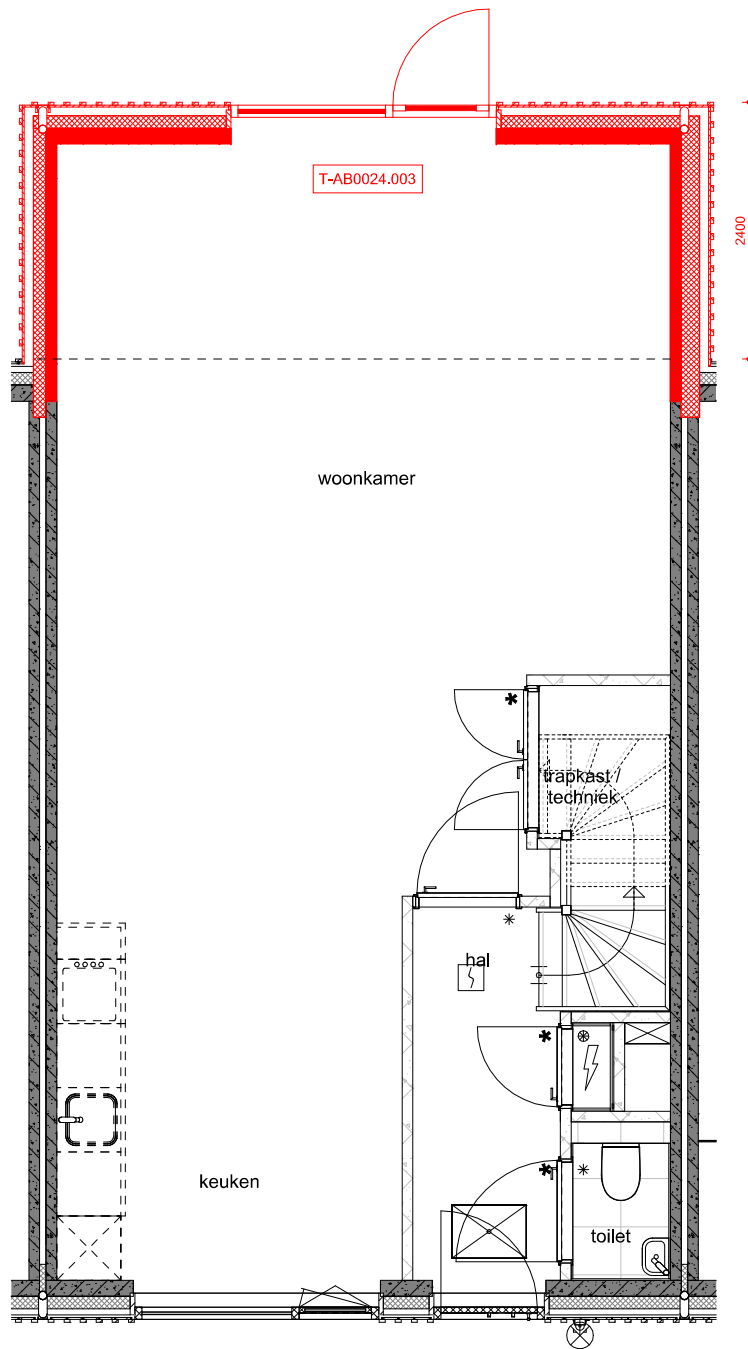 T-AB0024.003
2400
woonkamer
trapkast /
techniek
hal
keuken
toilet